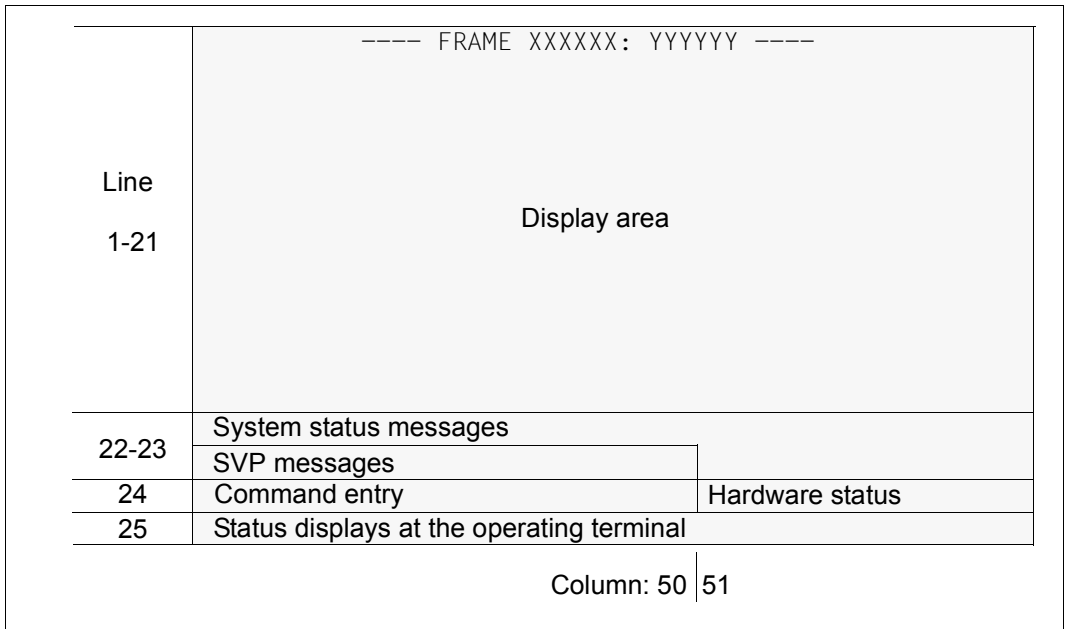 ---- FRAME XXXXXX: YYYYYY ----
Line
1-21
Display area
22-23
System status messages
SVP messages
24
Command entry
Hardware status
25
Status displays at the operating terminal
Column: 50 51